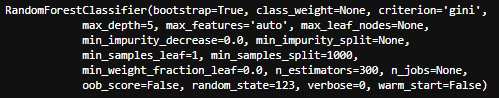 RandomForestClassifier(bootstrap=True, class_weight=None, criterion='gini',
max_depth=5, max_features='auto', max_leaf_nodes=None,
min_impurity_decrease=0.0, min_impurity_split=None,
min_samples_leaf=1, min_samples_split=1000,
min_weight_fraction_leaf=0.0, n_estimators=300, n_jobs=None,
oob_score=False, random_state=123, verbose=0, warm_start=False)